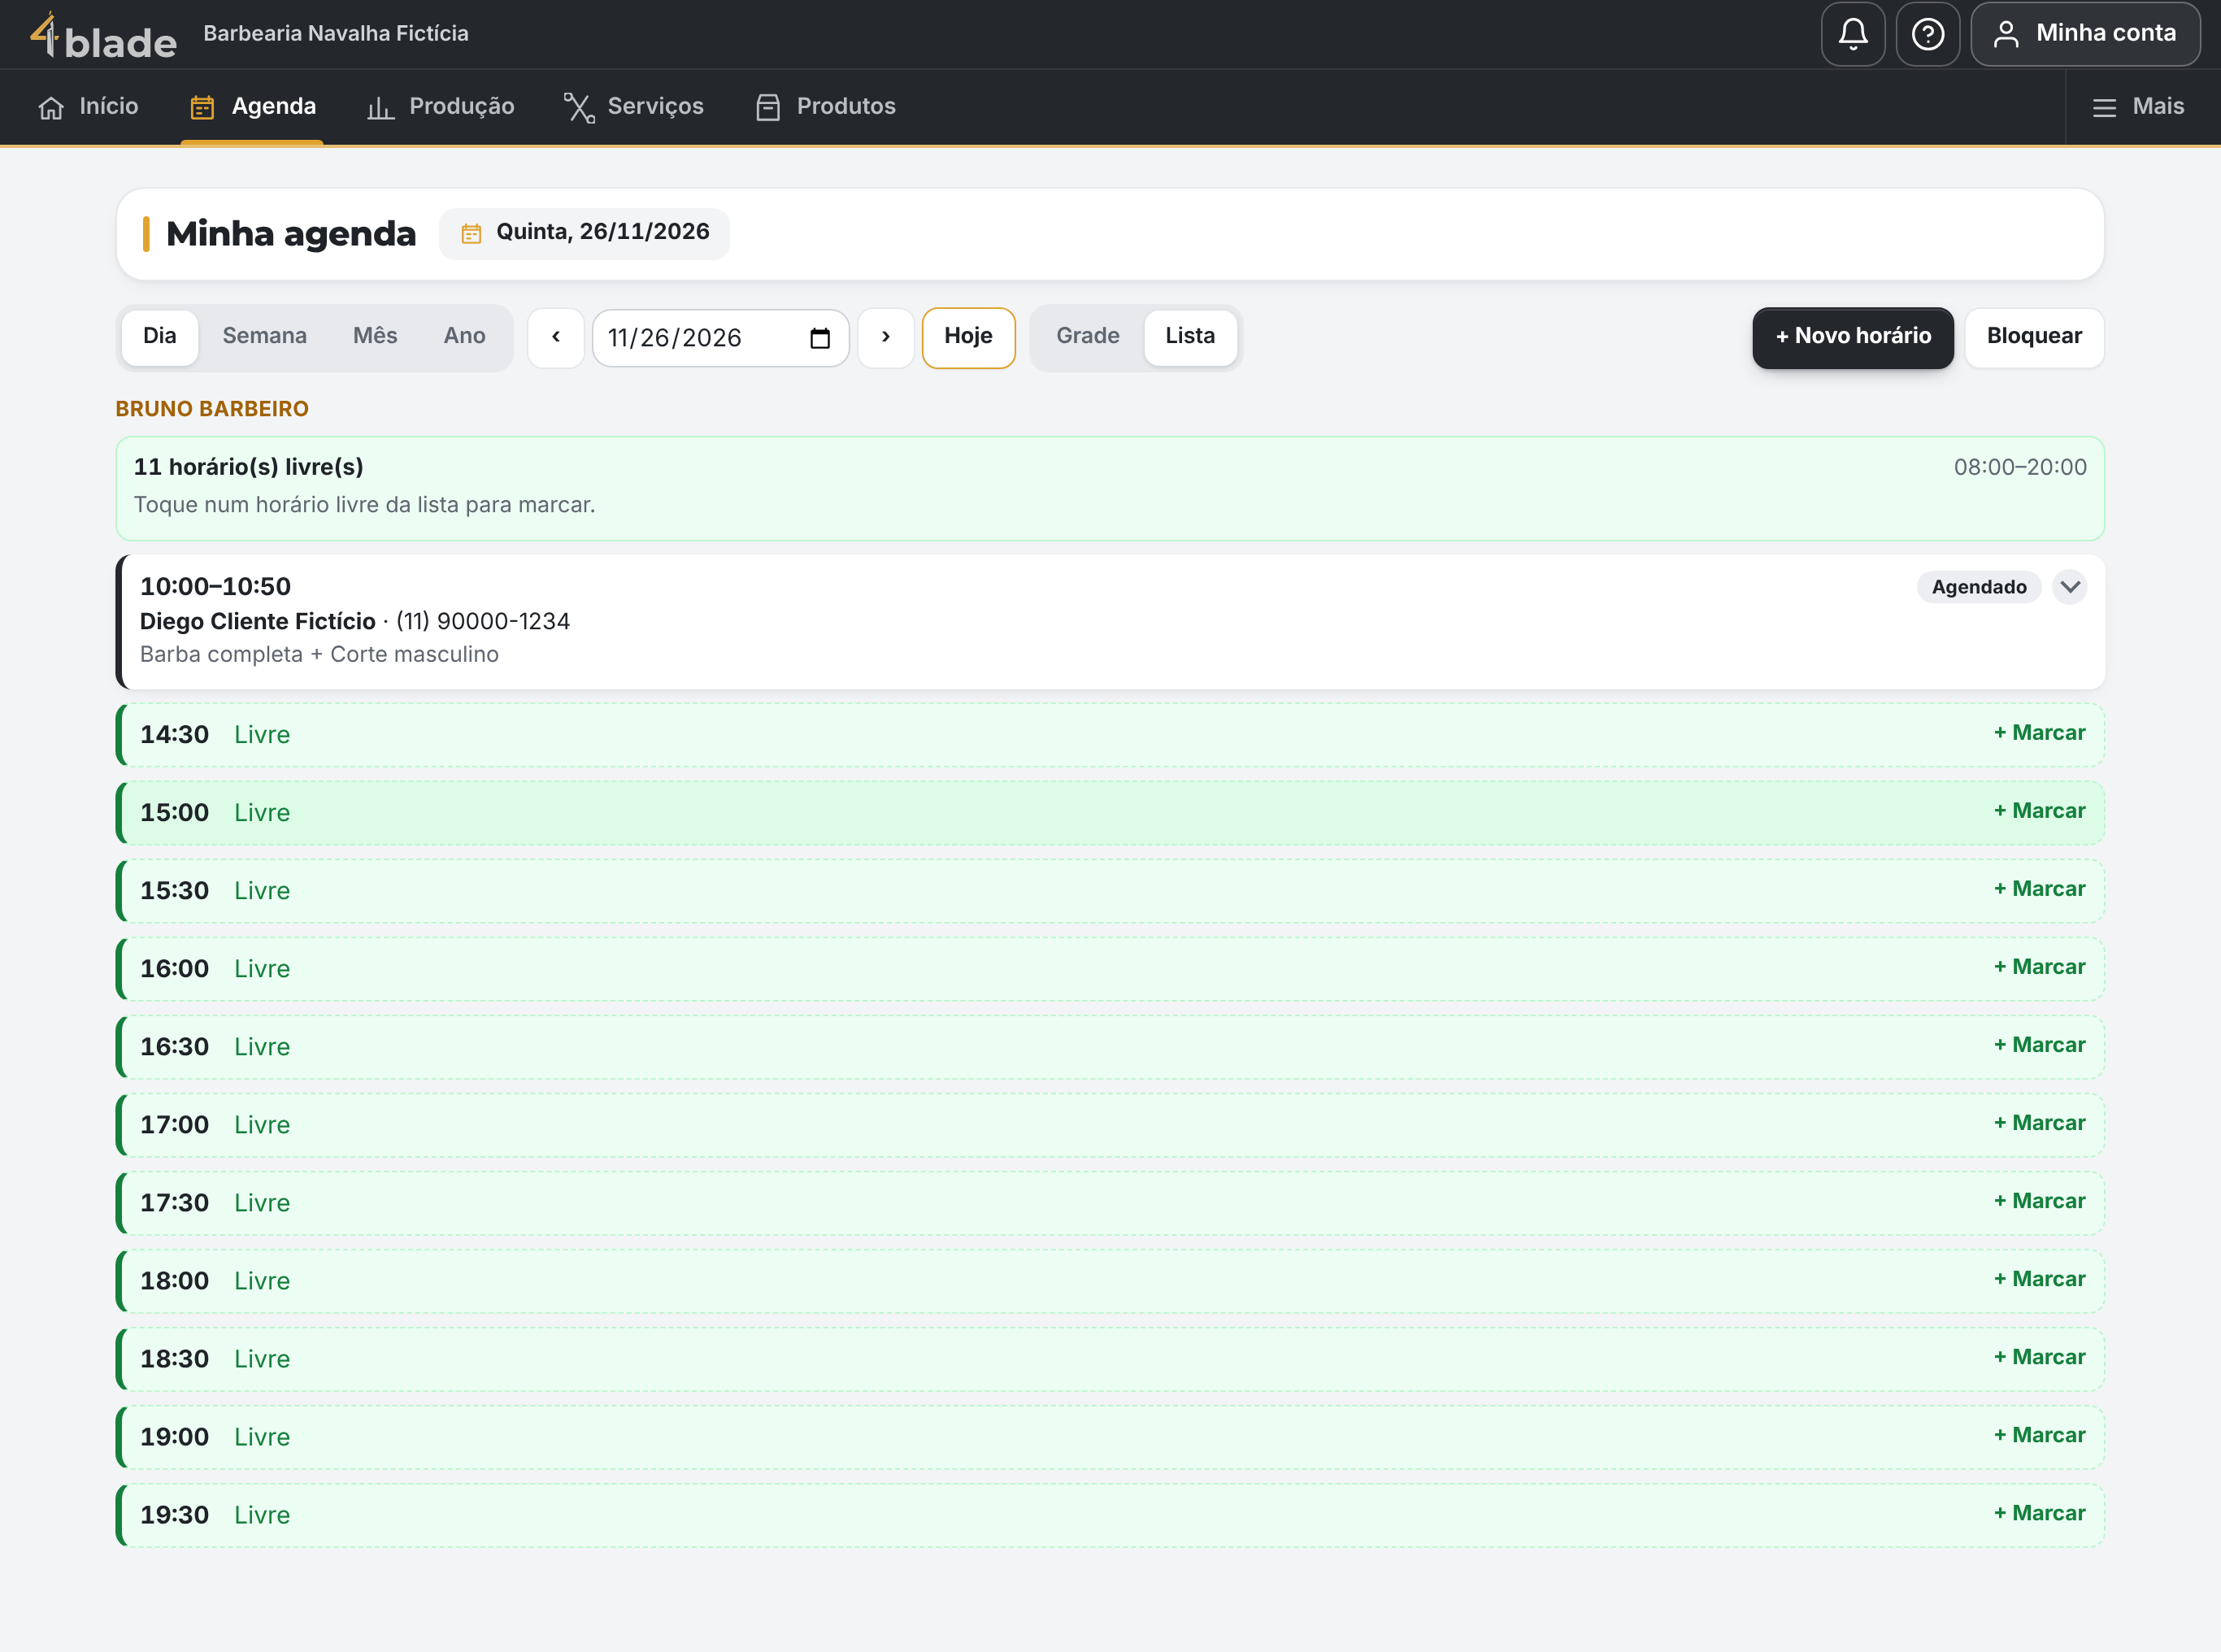 4blade Barbearia Navalha Fictícia Minha conta
Início Agenda Produção Serviços Produtos Mais
Minha agenda Quinta, 26/11/2026
Dia Semana Mês Ano ‹ 11/26/2026 › Hoje Grade Lista + Novo horário Bloquear
BRUNO BARBEIRO
11 horário(s) livre(s) 08:00–20:00
Toque num horário livre da lista para marcar.
10:00–10:50 Agendado
Diego Cliente Fictício · (11) 90000-1234
Barba completa + Corte masculino
14:30 Livre + Marcar
15:00 Livre + Marcar
15:30 Livre + Marcar
16:00 Livre + Marcar
16:30 Livre + Marcar
17:00 Livre + Marcar
17:30 Livre + Marcar
18:00 Livre + Marcar
18:30 Livre + Marcar
19:00 Livre + Marcar
19:30 Livre + Marcar